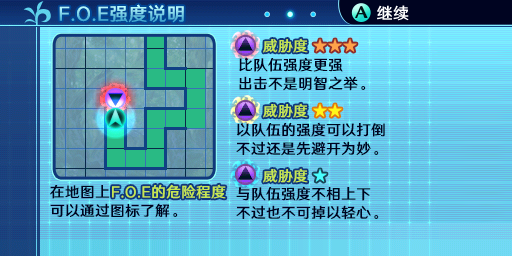 F.O.E强度说明
A 继续
威胁度 ★★★
比队伍强度更强
出击不是明智之举。
威胁度 ★★
以队伍的强度可以打倒
不过还是先避开为妙。
威胁度 ★
与队伍强度不相上下
不过也不可掉以轻心。
在地图上F.O.E的危险程度
可以通过图标了解。